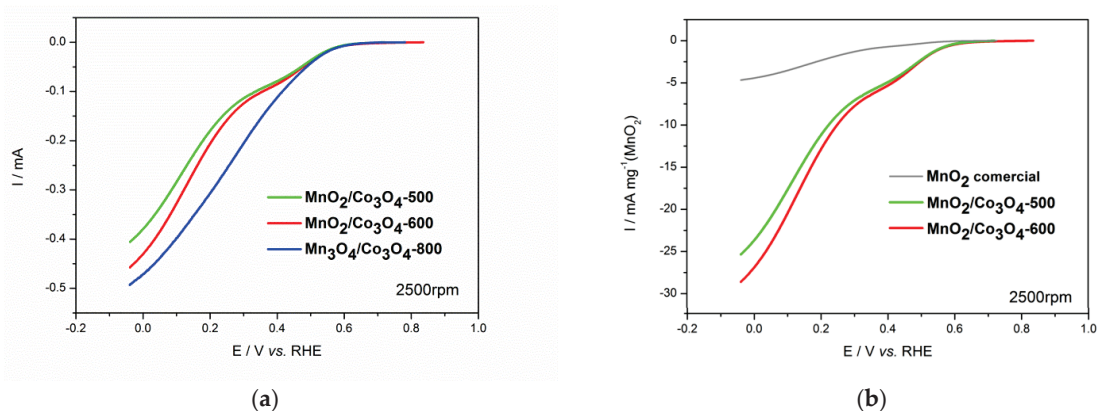 0.0
-0.1
-0.2
-0.3
-0.4
-0.5
I / mA
MnO₂/Co₃O₄-500
MnO₂/Co₃O₄-600
Mn₃O₄/Co₃O₄-800
2500rpm
-0.2 0.0 0.2 0.4 0.6 0.8 1.0
E / V vs. RHE
(a)
0
-5
-10
-15
-20
-25
-30
I / mA mg⁻¹ (MnO₂)
MnO₂ comercial
MnO₂/Co₃O₄-500
MnO₂/Co₃O₄-600
2500rpm
-0.2 0.0 0.2 0.4 0.6 0.8 1.0
E / V vs. RHE
(b)